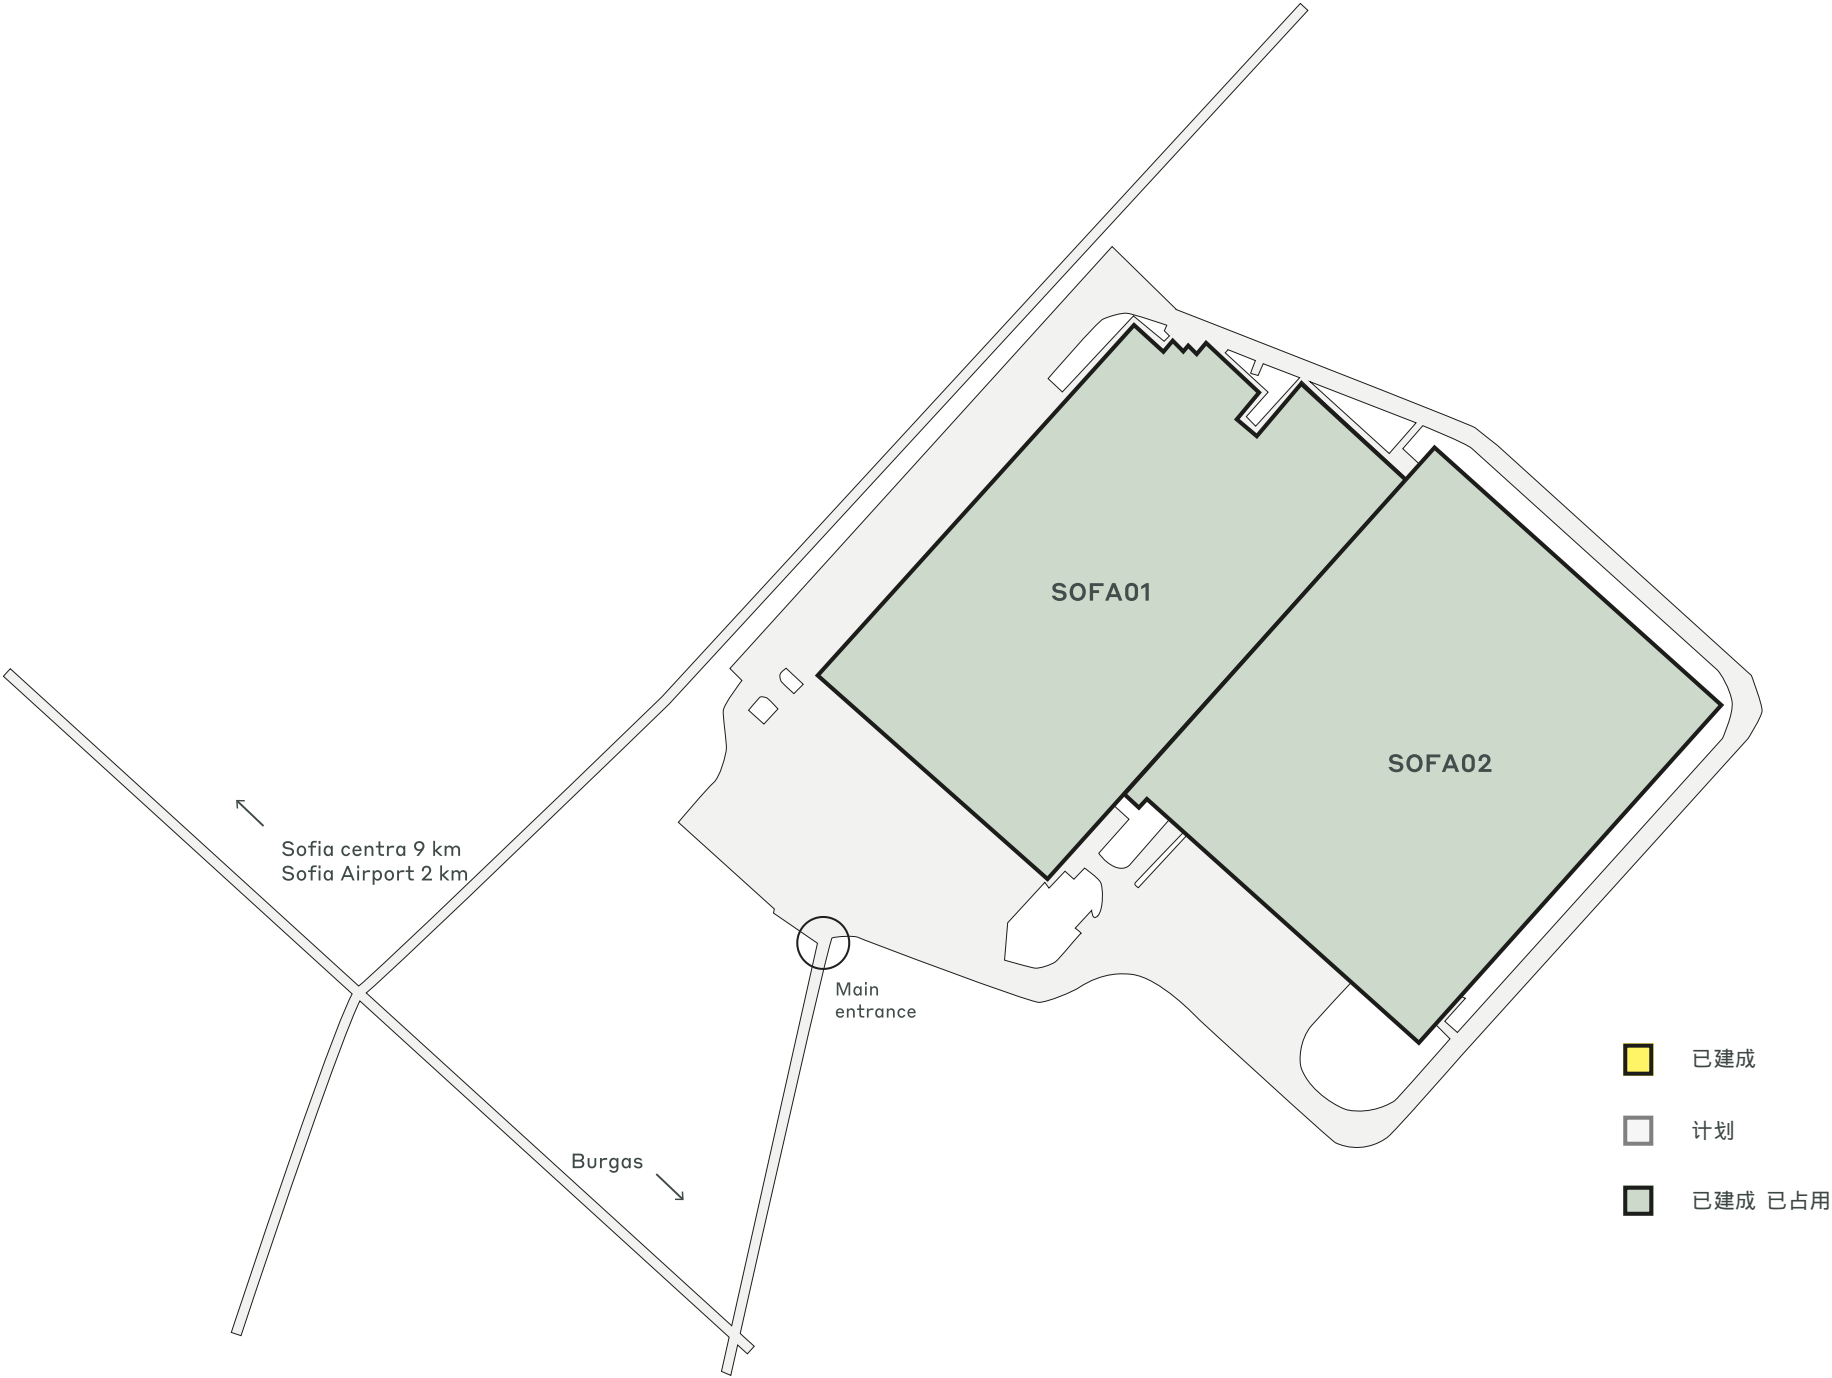 SOFA01
SOFA02
Sofia centra 9 km
Sofia Airport 2 km
Main
entrance
Burgas
已建成
计划
已建成 已占用